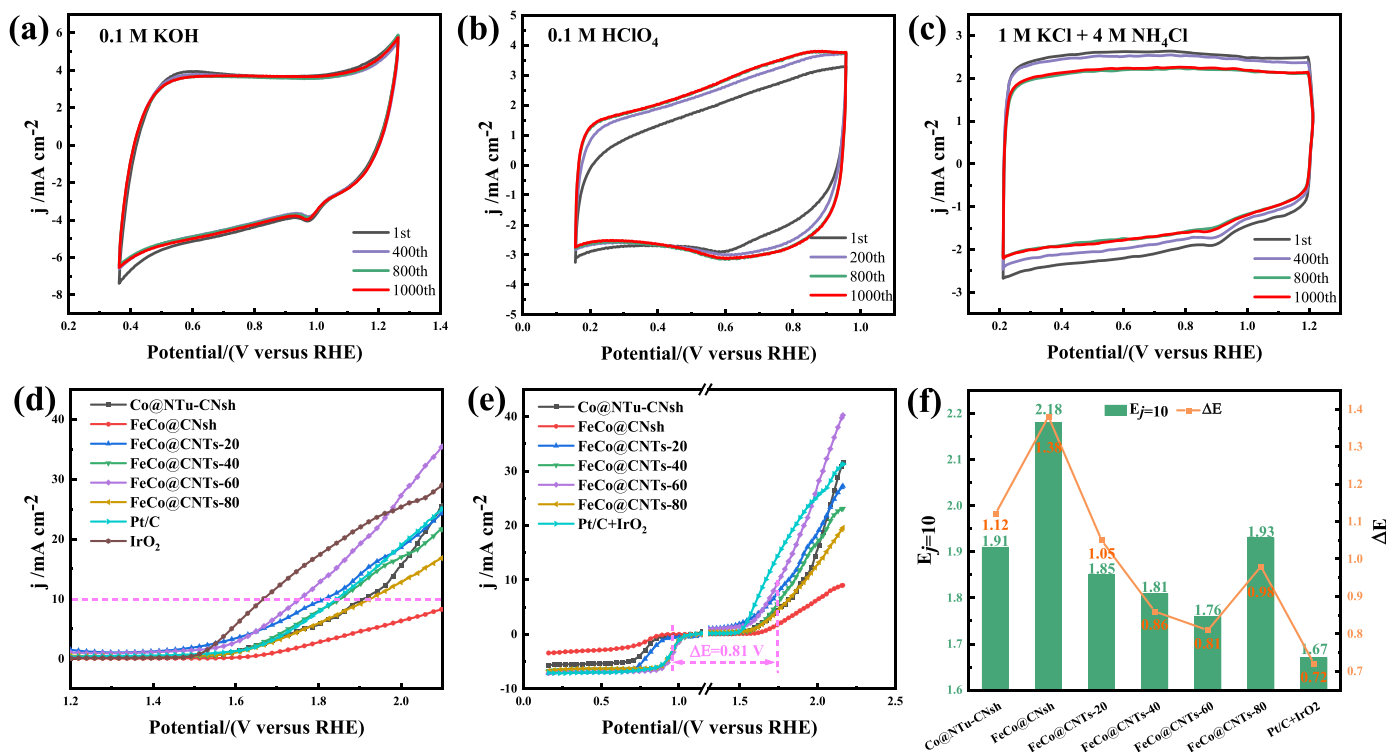 (a)
0.1 M KOH
j /mA cm-2
8
6
4
2
0
-2
-4
-6
-8
1st
400th
800th
1000th
0.2 0.4 0.6 0.8 1.0 1.2 1.4
Potential/(V versus RHE)
(b)
0.1 M HClO4
j /mA cm-2
5
4
3
2
1
0
-1
-2
-3
-4
-5
1st
200th
800th
1000th
0.0 0.2 0.4 0.6 0.8 1.0
Potential/(V versus RHE)
(c)
1 M KCl + 4 M NH4Cl
j /mA cm-2
3
2
1
0
-1
-2
-3
1st
400th
800th
1000th
0.2 0.4 0.6 0.8 1.0 1.2
Potential/(V versus RHE)
(d)
j /mA cm-2
40
30
20
10
0
Co@NTu-CNsh
FeCo@CNsh
FeCo@CNTs-20
FeCo@CNTs-40
FeCo@CNTs-60
FeCo@CNTs-80
Pt/C
IrO2
1.2 1.4 1.6 1.8 2.0
Potential/(V versus RHE)
(e)
j /mA cm-2
40
30
20
10
0
-10
Co@NTu-CNsh
FeCo@CNsh
FeCo@CNTs-20
FeCo@CNTs-40
FeCo@CNTs-60
FeCo@CNTs-80
Pt/C+IrO2
ΔE=0.81 V
0.0 0.5 1.0 1.5 2.0 2.5
Potential/(V versus RHE)
(f)
Ej=10
ΔE
Ej=10
2.2
2.1
2.0
1.9
1.8
1.7
1.6
1.91
2.18
1.85
1.81
1.76
1.93
1.67
1.12
1.38
1.05
0.86
0.81
0.98
0.72
1.4
1.3
1.2
1.1
1.0
0.9
0.8
0.7
ΔE
Co@NTu-CNsh
FeCo@CNsh
FeCo@CNTs-20
FeCo@CNTs-40
FeCo@CNTs-60
FeCo@CNTs-80
Pt/C+IrO2